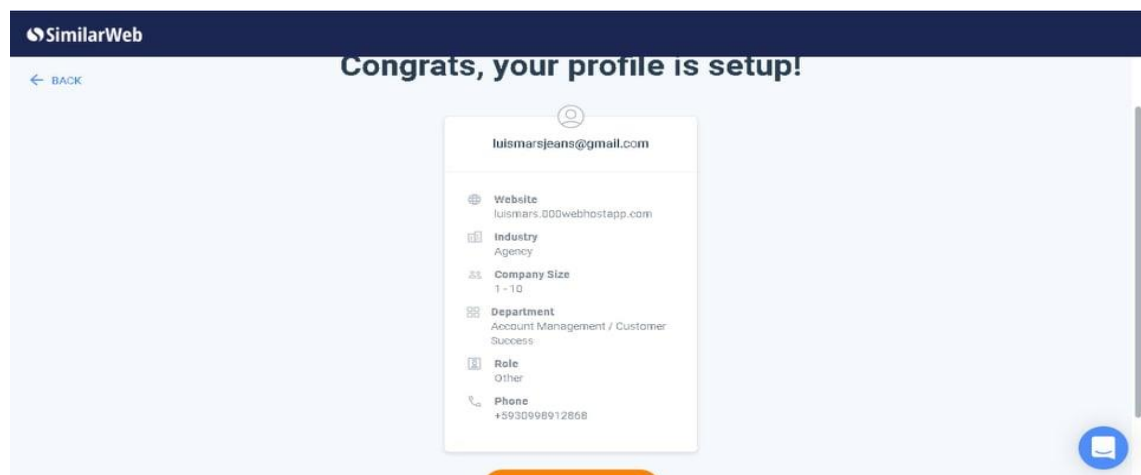 SimilarWeb
← BACK
Congrats, your profile is setup!
luismarsjeans@gmail.com
Website
luismars.000webhostapp.com
Industry
Agency
Company Size
1 - 10
Department
Account Management / Customer
Success
Role
Other
Phone
+5930998912868